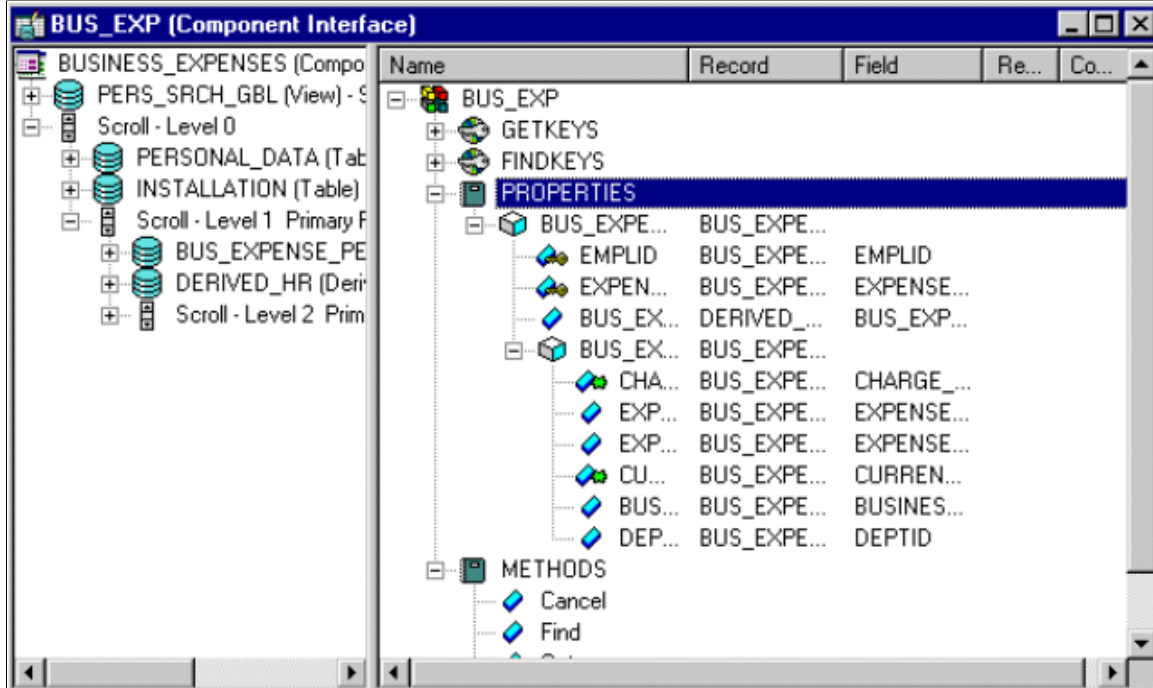 BUS_EXP (Component Interface)
BUSINESS_EXPENSES (Compo
PERS_SRCH_GBL (View) - S
Scroll - Level 0
PERSONAL_DATA (Tab
INSTALLATION (Table)
Scroll - Level 1 Primary F
BUS_EXPENSE_PE
DERIVED_HR (Deri
Scroll - Level 2 Prim
Name Record Field Re... Co...
BUS_EXP
GETKEYS
FINDKEYS
PROPERTIES
BUS_EXPE... BUS_EXPE...
EMPLID BUS_EXPE... EMPLID
EXPEN... BUS_EXPE... EXPENSE...
BUS_EX... DERIVED_... BUS_EXP...
BUS_EX... BUS_EXPE...
CHA... BUS_EXPE... CHARGE_...
EXP... BUS_EXPE... EXPENSE...
EXP... BUS_EXPE... EXPENSE...
CU... BUS_EXPE... CURREN...
BUS... BUS_EXPE... BUSINES...
DEP... BUS_EXPE... DEPTID
METHODS
Cancel
Find